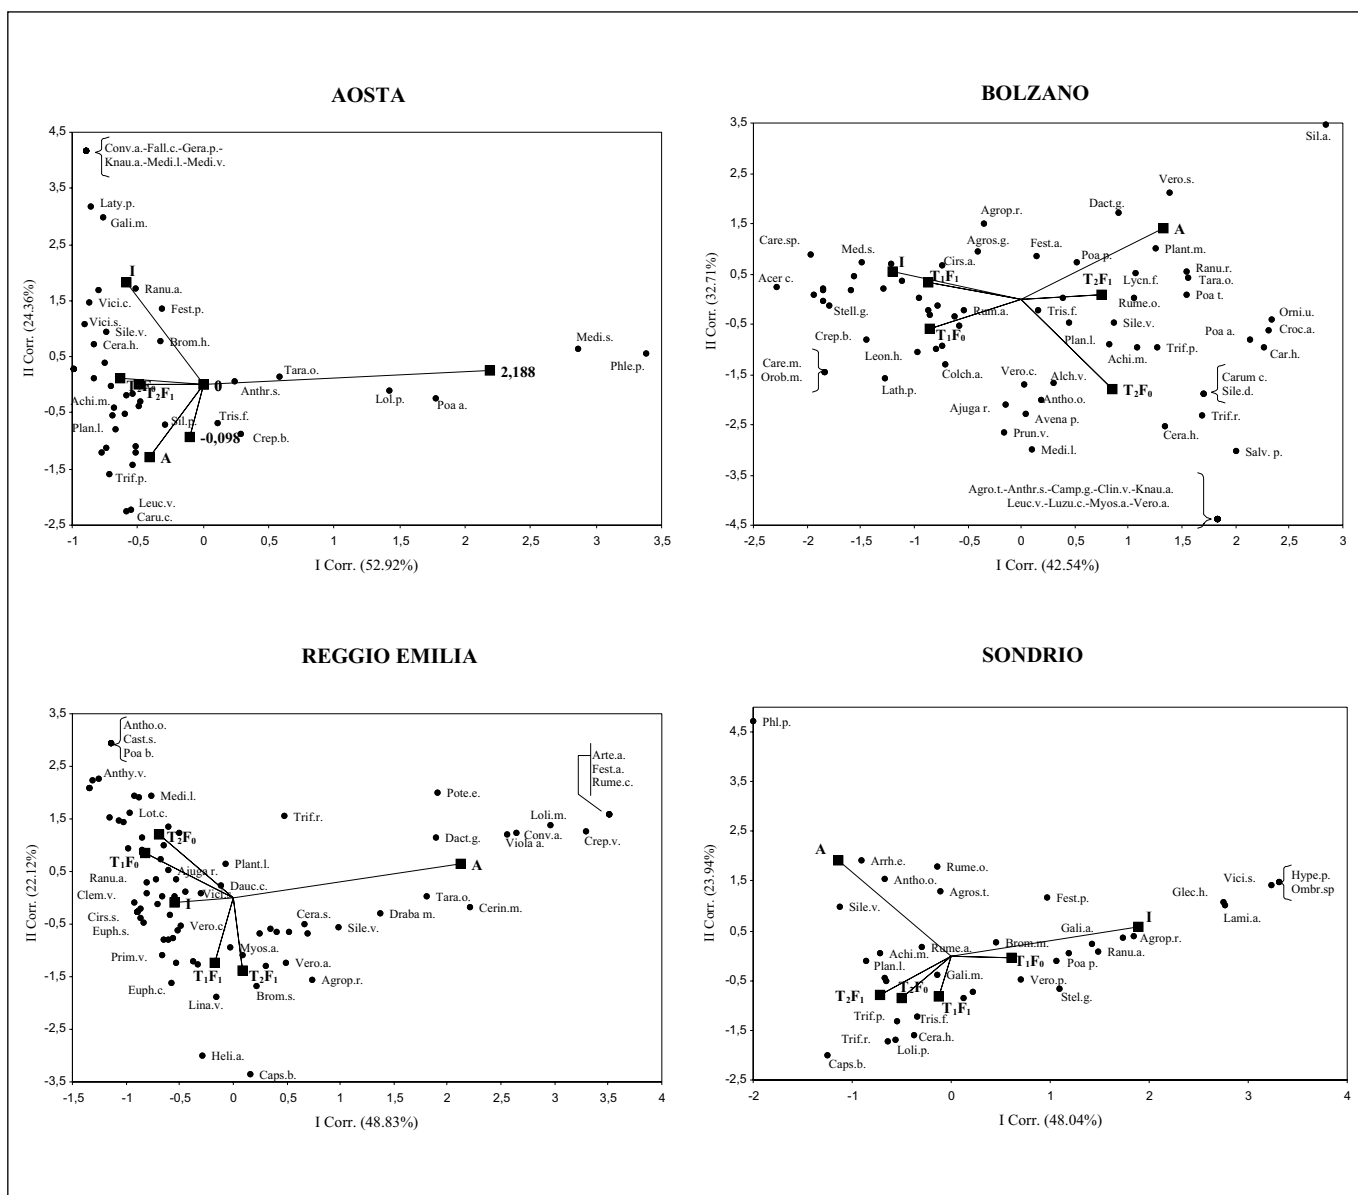 AOSTA
4,5
3,5
2,5
1,5
0,5
-0,5
-1,5
-2,5
II Corr. (24.36%)
Conv.a.-Fall.c.-Gera.p.-
Knau.a.-Medi.l.-Medi.v.
Laty.p.
Gali.m.
I
Ranu.a.
Vici.c.
Fest.p.
Vici.s.
Sile.v.
Brom.h.
Cera.h.
Medi.s.
Phle.p.
2,188
Tara.o.
0
Anthr.s.
T₂F₁
Lol.p.
Poa a.
Achi.m.
Sil.p.
Tris.f.
Plan.l.
-0,098
Crep.b.
A
Trif.p.
Leuc.v.
Caru.c.
-1 -0,5 0 0,5 1 1,5 2 2,5 3 3,5
I Corr. (52.92%)
BOLZANO
3,5
2,5
1,5
0,5
-0,5
-1,5
-2,5
-3,5
-4,5
II Corr. (32.71%)
Sil.a.
Vero.s.
Dact.g.
Agrop.r.
A
Care.sp.
Med.s.
Agros.g.
Fest.a.
Plant.m.
I
Cirs.a.
Poa p.
Ranu.r.
Acer c.
T₁F₁
T₂F₁
Lycn.f.
Tara.o.
Poa t.
Stell.g.
Rum.a.
Tris.f.
Rume.o.
Orni.u.
T₁F₀
Sile.v.
Croc.a.
Crep.b.
Plan.l.
Poa a.
Leon.h.
Achi.m.
Trif.p.
Car.h.
Care.m.
Orob.m.
Colch.a.
Lath.p.
Vero.c.
Alch.v.
T₂F₀
Carum c.
Sile.d.
Antho.o.
Ajuga r.
Avena p.
Trif.r.
Prun.v.
Cera.h.
Medi.l.
Salv. p.
Agro.t.-Anthr.s.-Camp.g.-Clin.v.-Knau.a.
Leuc.v.-Luzu.c.-Myos.a.-Vero.a.
-2,5 -2 -1,5 -1 -0,5 0 0,5 1 1,5 2 2,5 3
I Corr. (42.54%)
REGGIO EMILIA
3,5
2,5
1,5
0,5
-0,5
-1,5
-2,5
-3,5
II Corr. (22.12%)
Antho.o.
Cast.s.
Poa b.
Anthy.v.
Arte.a.
Fest.a.
Rume.c.
Medi.l.
Pote.e.
Lot.c.
Trif.r.
Loli.m.
T₂F₀
Dact.g.
Conv.a.
Viola a.
Crep.v.
T₁F₀
Plant.l.
A
Ajuga r.
Ranu.a.
Dauc.c.
Clem.v.
Vici.s.
Tara.o.
I
Cerin.m.
Cirs.s.
Draba m.
Euph.s.
Vero.c.
Cera.s.
Sile.v.
Prim.v.
Myos.a.
T₁F₁
T₂F₁
Vero.a.
Euph.c.
Brom.s.
Agrop.r.
Lina.v.
Heli.a.
Caps.b.
-1,5 -1 -0,5 0 0,5 1 1,5 2 2,5 3 3,5 4
I Corr. (48.83%)
SONDRIO
4,5
3,5
2,5
1,5
0,5
-0,5
-1,5
-2,5
II Corr. (23.94%)
Phl.p.
A
Arrh.e.
Rume.o.
Antho.o.
Agros.t.
Vici.s.
Hype.p.
Ombr.sp
Sile.v.
Fest.p.
Glec.h.
Lami.a.
I
Gali.a.
Agrop.r.
Achi.m.
Rume.a.
Brom.m.
Ranu.a.
Plan.l.
T₁F₀
Poa p.
Gali.m.
Vero.p.
T₂F₁
T₂F₀
T₁F₁
Stel.g.
Trif.p.
Tris.f.
Trif.r.
Cera.h.
Loli.p.
Caps.b.
-2 -1 0 1 2 3 4
I Corr. (48.04%)